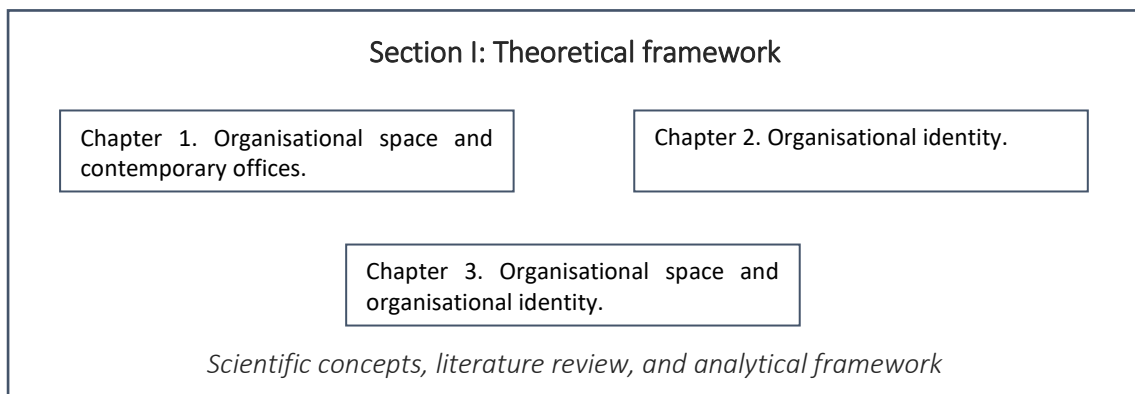 Section I: Theoretical framework
Chapter 1. Organisational space and
contemporary offices.
Chapter 2. Organisational identity.
Chapter 3. Organisational space and
organisational identity.
Scientific concepts, literature review, and analytical framework